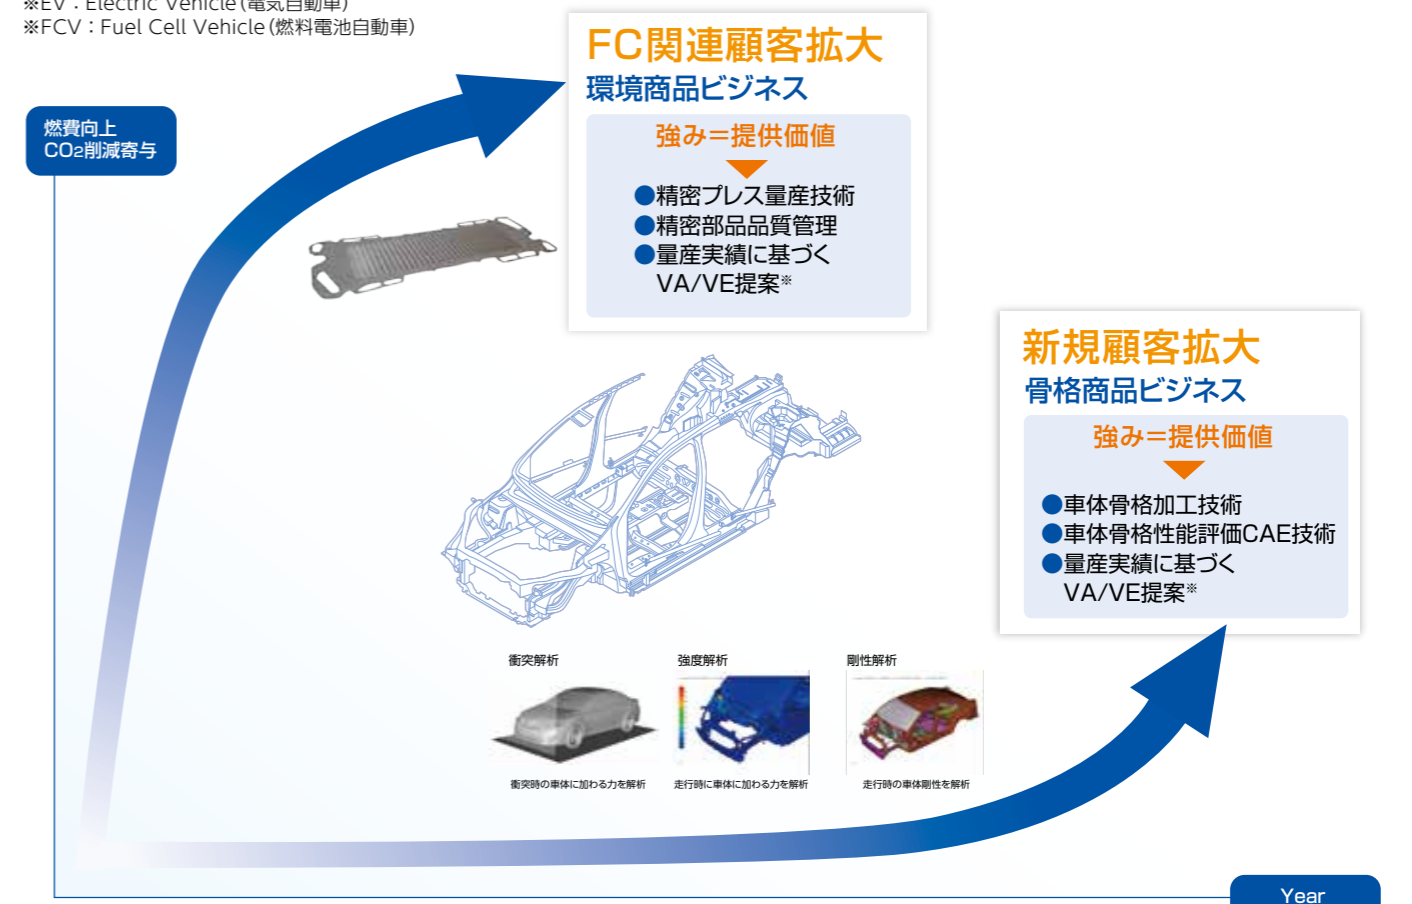 ※EV：Electric Vehicle（電気自動車）
※FCV：Fuel Cell Vehicle（燃料電池自動車）
FC関連顧客拡大
環境商品ビジネス
強み＝提供価値
●精密プレス量産技術
●精密部品品質管理
●量産実績に基づく
VA/VE提案※
燃費向上
CO2削減寄与
新規顧客拡大
骨格商品ビジネス
強み＝提供価値
●車体骨格加工技術
●車体骨格性能評価CAE技術
●量産実績に基づく
VA/VE提案※
衝突解析
強度解析
剛性解析
衝突時の車体に加わる力を解析
走行時に車体に加わる力を解析
走行時の車体剛性を解析
Year